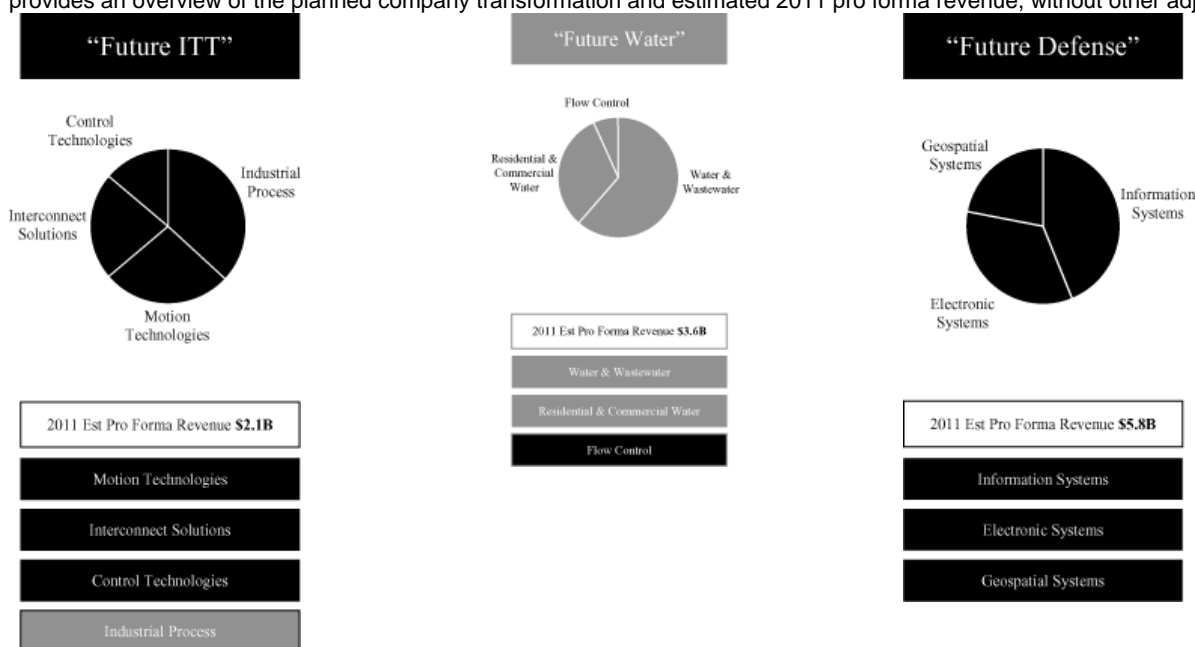 provides an overview of the planned company transformation and estimated 2011 pro forma revenue, without other adj
“Future ITT”
Control
Technologies
Industrial
Process
Interconnect
Solutions
Motion
Technologies
2011 Est Pro Forma Revenue $2.1B
Motion Technologies
Interconnect Solutions
Control Technologies
Industrial Process
“Future Water”
Flow Control
Residential &
Commercial
Water
Water &
Wastewater
2011 Est Pro Forma Revenue $3.6B
Water & Wastewater
Residential & Commercial Water
Flow Control
“Future Defense”
Geospatial
Systems
Information
Systems
Electronic
Systems
2011 Est Pro Forma Revenue $5.8B
Information Systems
Electronic Systems
Geospatial Systems